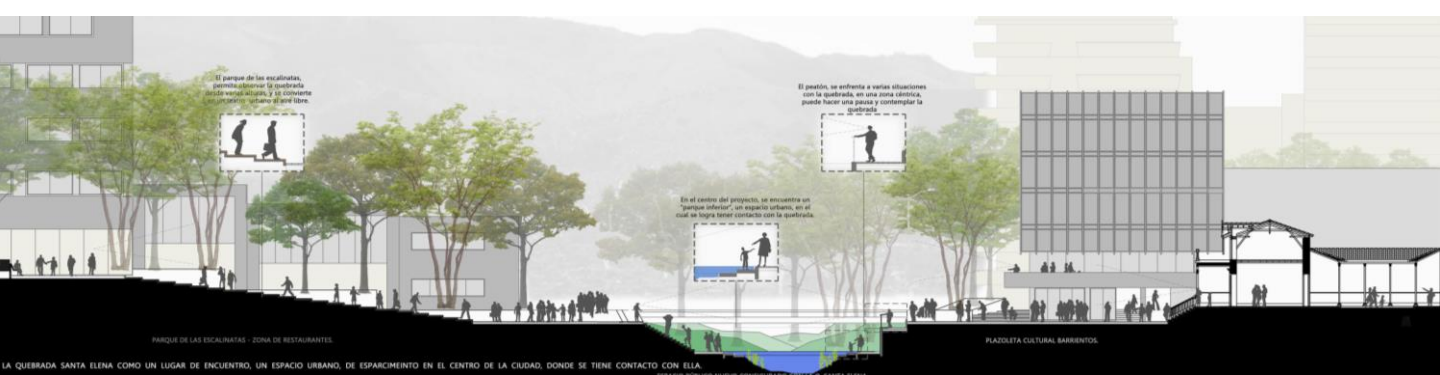 El parque de las escalinatas,
permite observar la quebrada
desde varias alturas, y se convierte
en un teatro urbano al aire libre.
El peatón, se enfrenta a varias situaciones
con la quebrada, en una zona céntrica,
puede hacer una pausa y contemplar la
quebrada
En el centro del proyecto, se encuentra un
"parque inferior", un espacio urbano, en el
cual se logra tener contacto con la quebrada.
PARQUE DE LAS ESCALINATAS - ZONA DE RESTAURANTES.
PLAZOLETA CULTURAL BARRIENTOS.
LA QUEBRADA SANTA ELENA COMO UN LUGAR DE ENCUENTRO, UN ESPACIO URBANO, DE ESPARCIMEINTO EN EL CENTRO DE LA CIUDAD, DONDE SE TIENE CONTACTO CON ELLA.